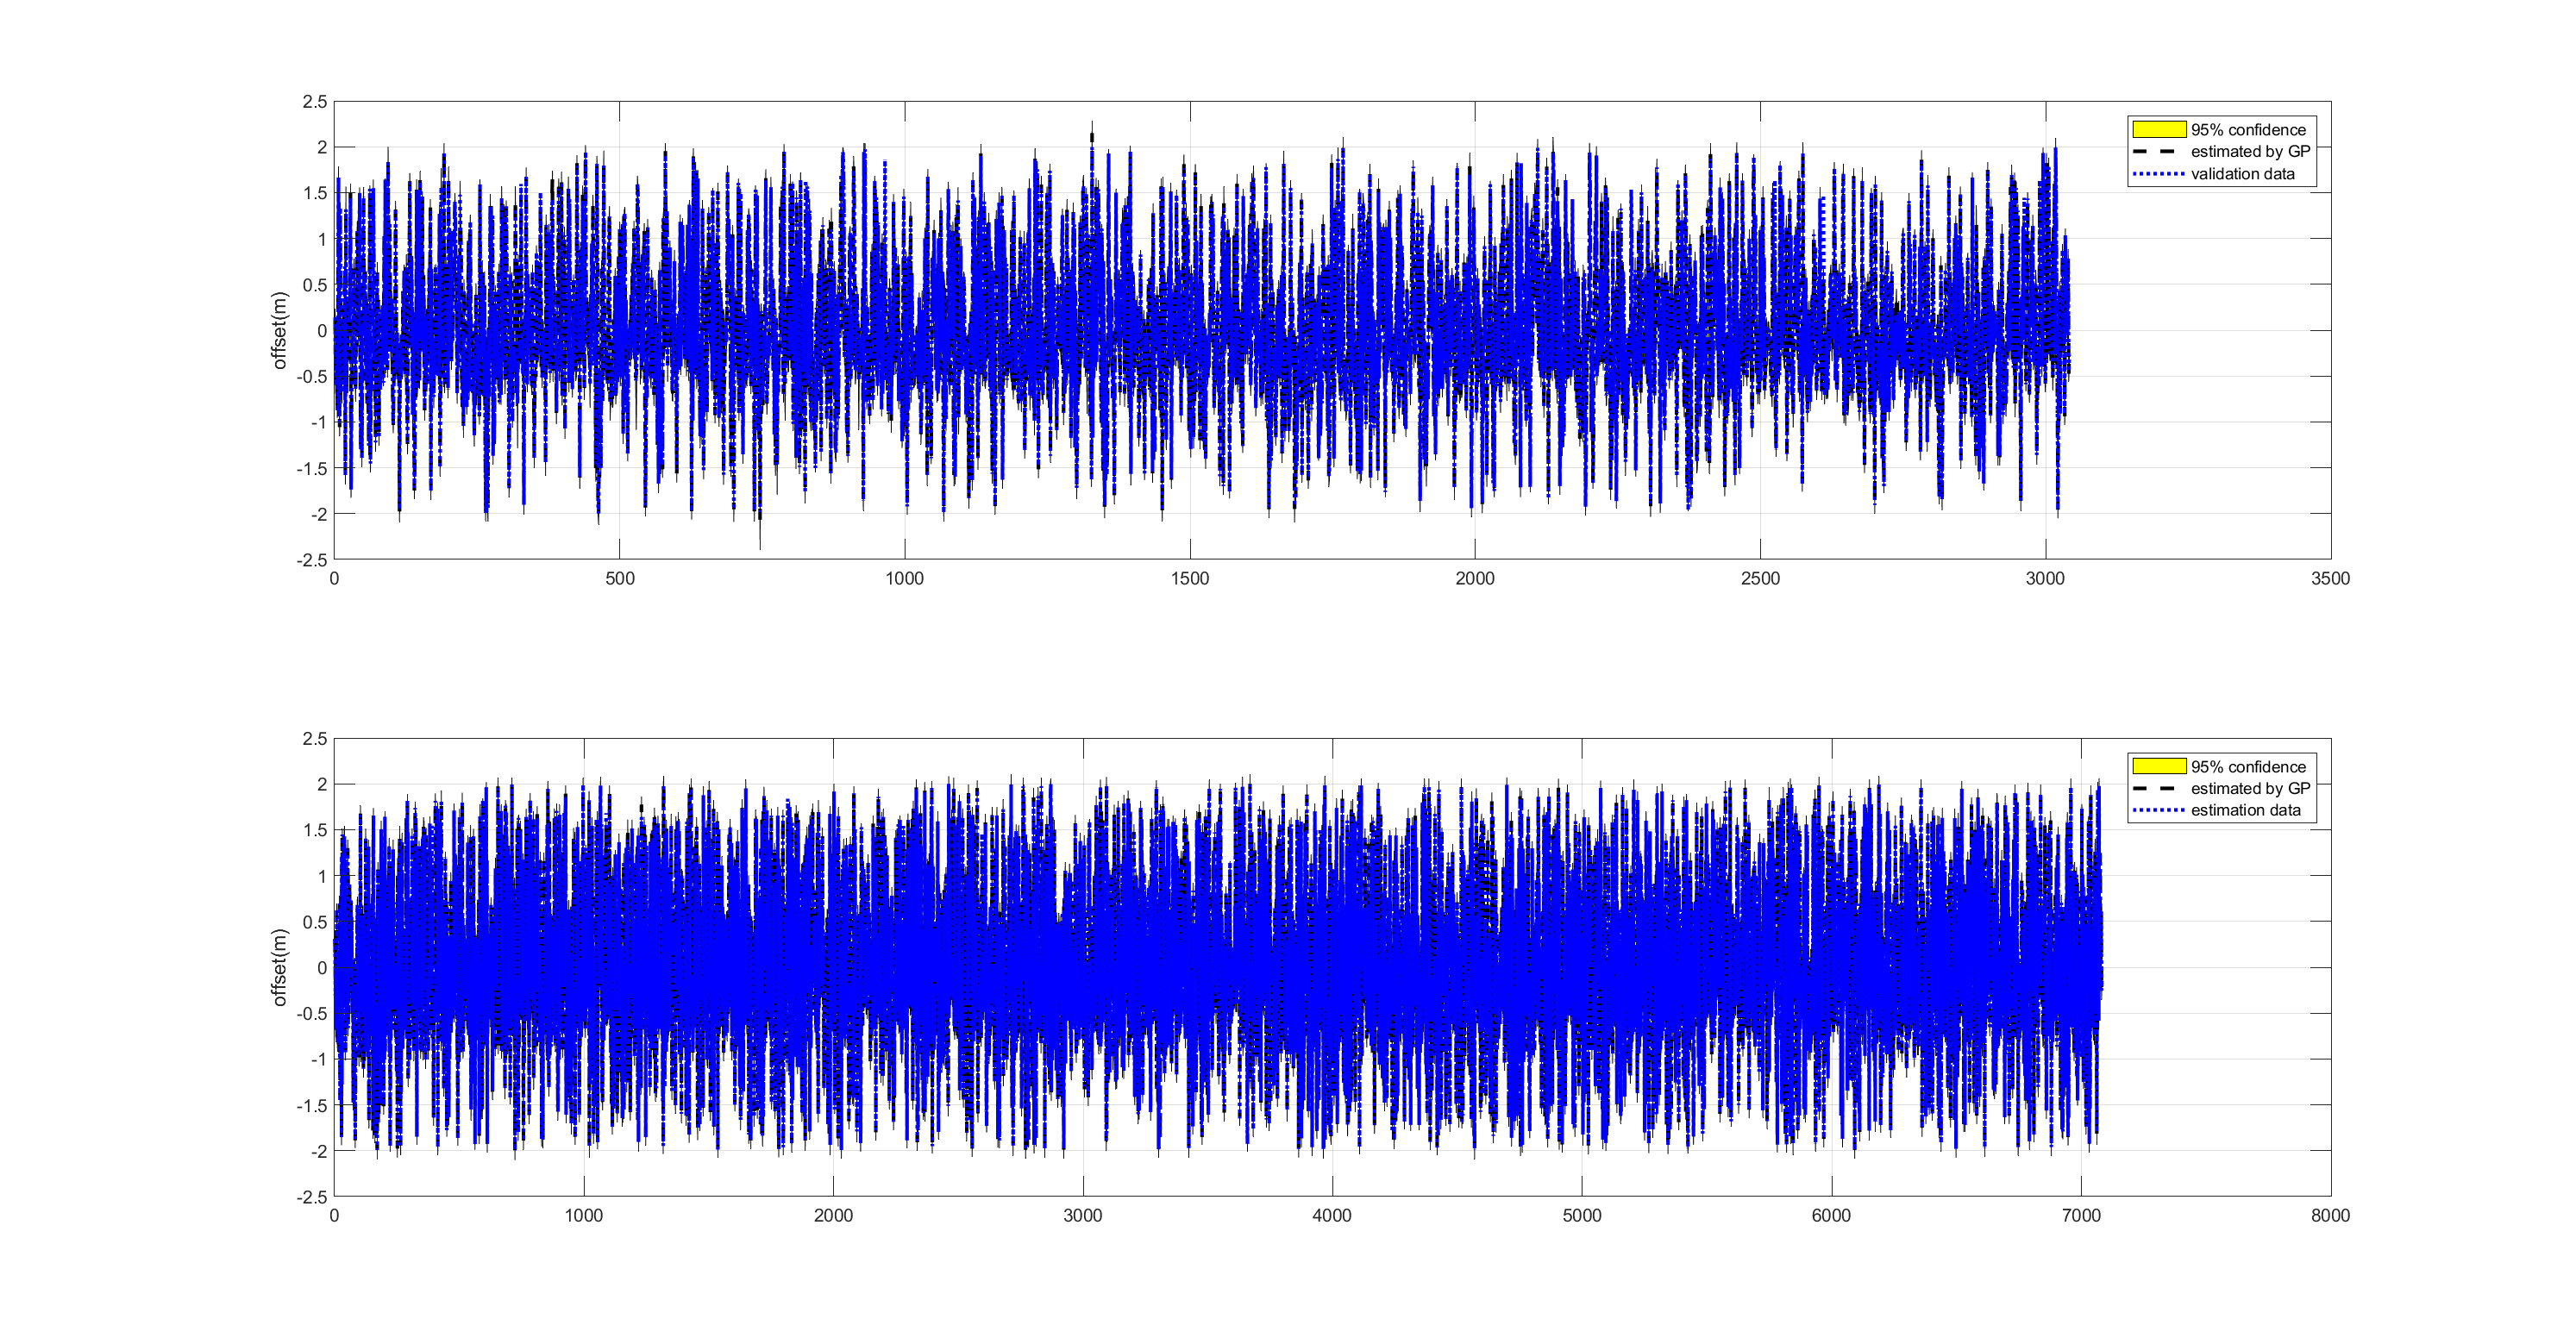 2.5
2
1.5
1
0.5
0
-0.5
-1
-1.5
-2
-2.5
offset(m)
0 500 1000 1500 2000 2500 3000 3500
95% confidence
estimated by GP
validation data
2.5
2
1.5
1
0.5
0
-0.5
-1
-1.5
-2
-2.5
offset(m)
0 1000 2000 3000 4000 5000 6000 7000 8000
95% confidence
estimated by GP
estimation data